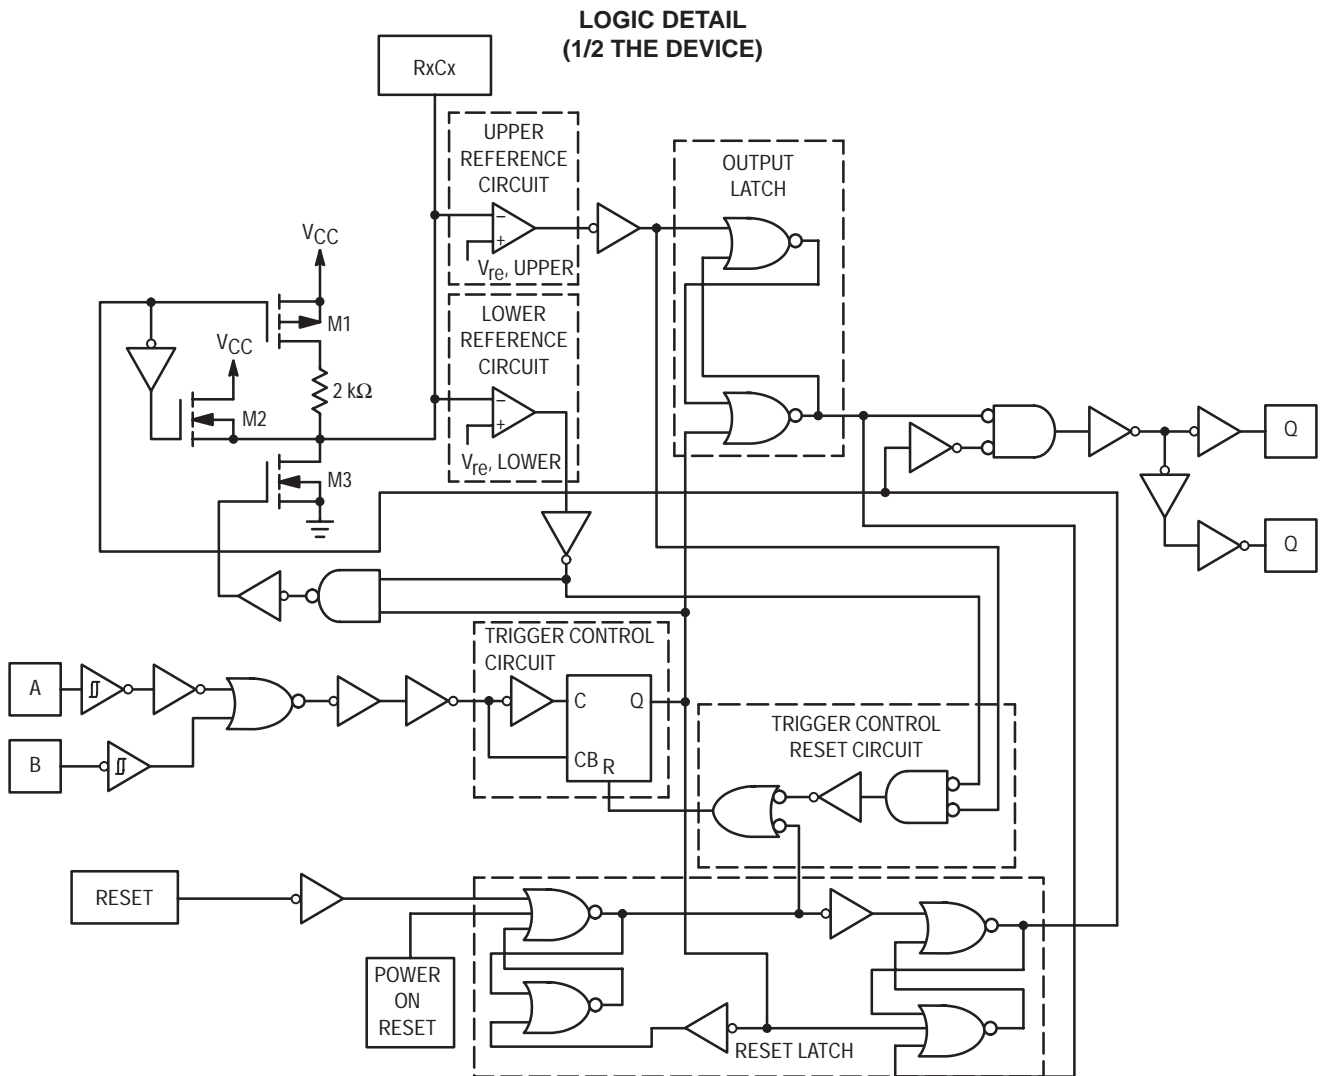 LOGIC DETAIL
(1/2 THE DEVICE)
RxCx
UPPER
REFERENCE
CIRCUIT
−
+
Vre, UPPER
OUTPUT
LATCH
VCC
M1
LOWER
REFERENCE
CIRCUIT
VCC
2 kΩ
M2
−
+
Vre, LOWER
M3
Q
Q
TRIGGER CONTROL
CIRCUIT
A
C
Q
CB
R
B
TRIGGER CONTROL
RESET CIRCUIT
RESET
POWER
ON
RESET
RESET LATCH